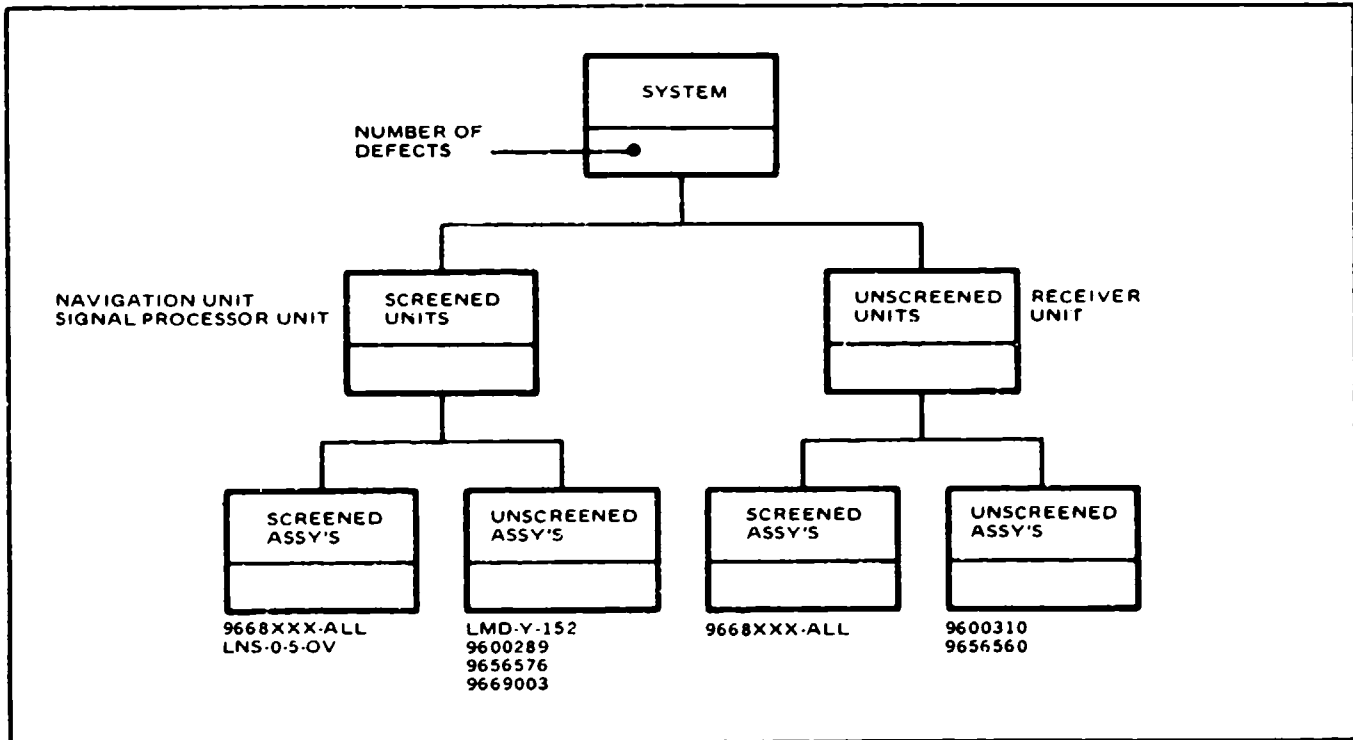 SYSTEM
NUMBER OF
DEFECTS
NAVIGATION UNIT
SIGNAL PROCESSOR UNIT
SCREENED
UNITS
UNSCREENED
UNITS
RECEIVER
UNIT
SCREENED
ASSY'S
UNSCREENED
ASSY'S
SCREENED
ASSY'S
UNSCREENED
ASSY'S
9668XXX-ALL
LNS-0-5-OV
LMD-Y-152
9600289
9656576
9669003
9668XXX-ALL
9600310
9656560